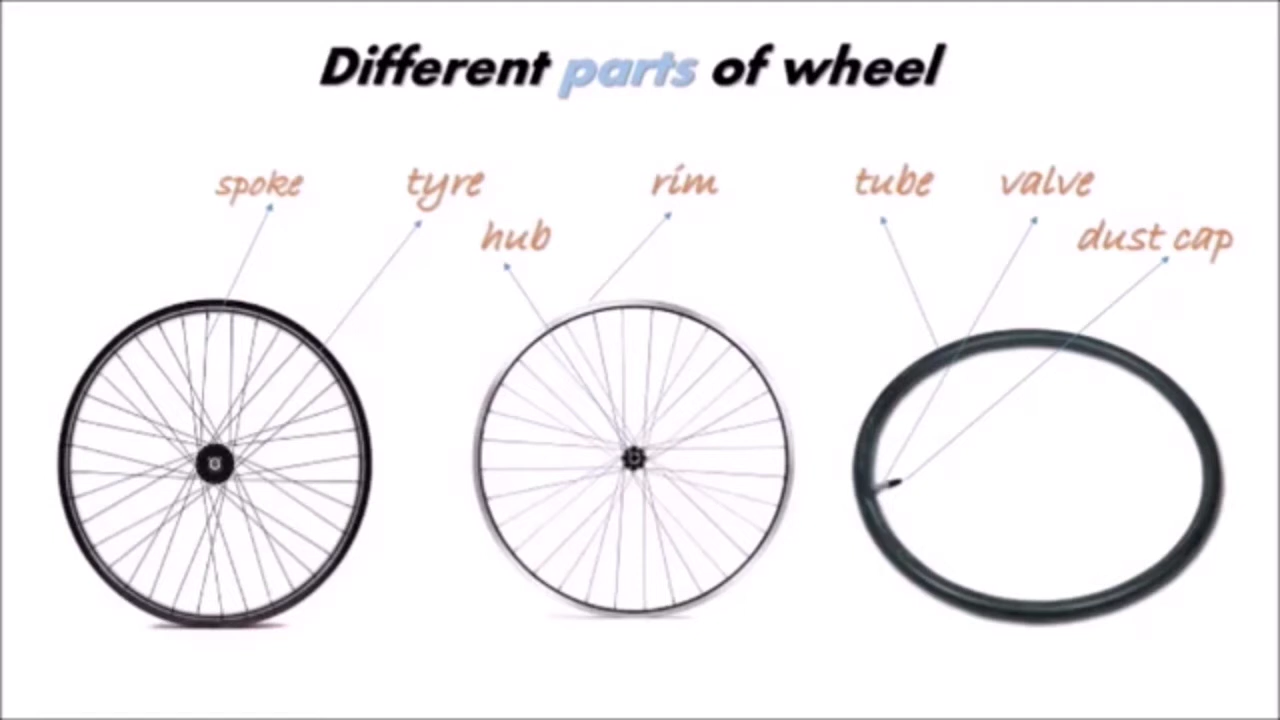 Different parts of wheel
spoke
tyre
hub
rim
tube
valve
dust cap